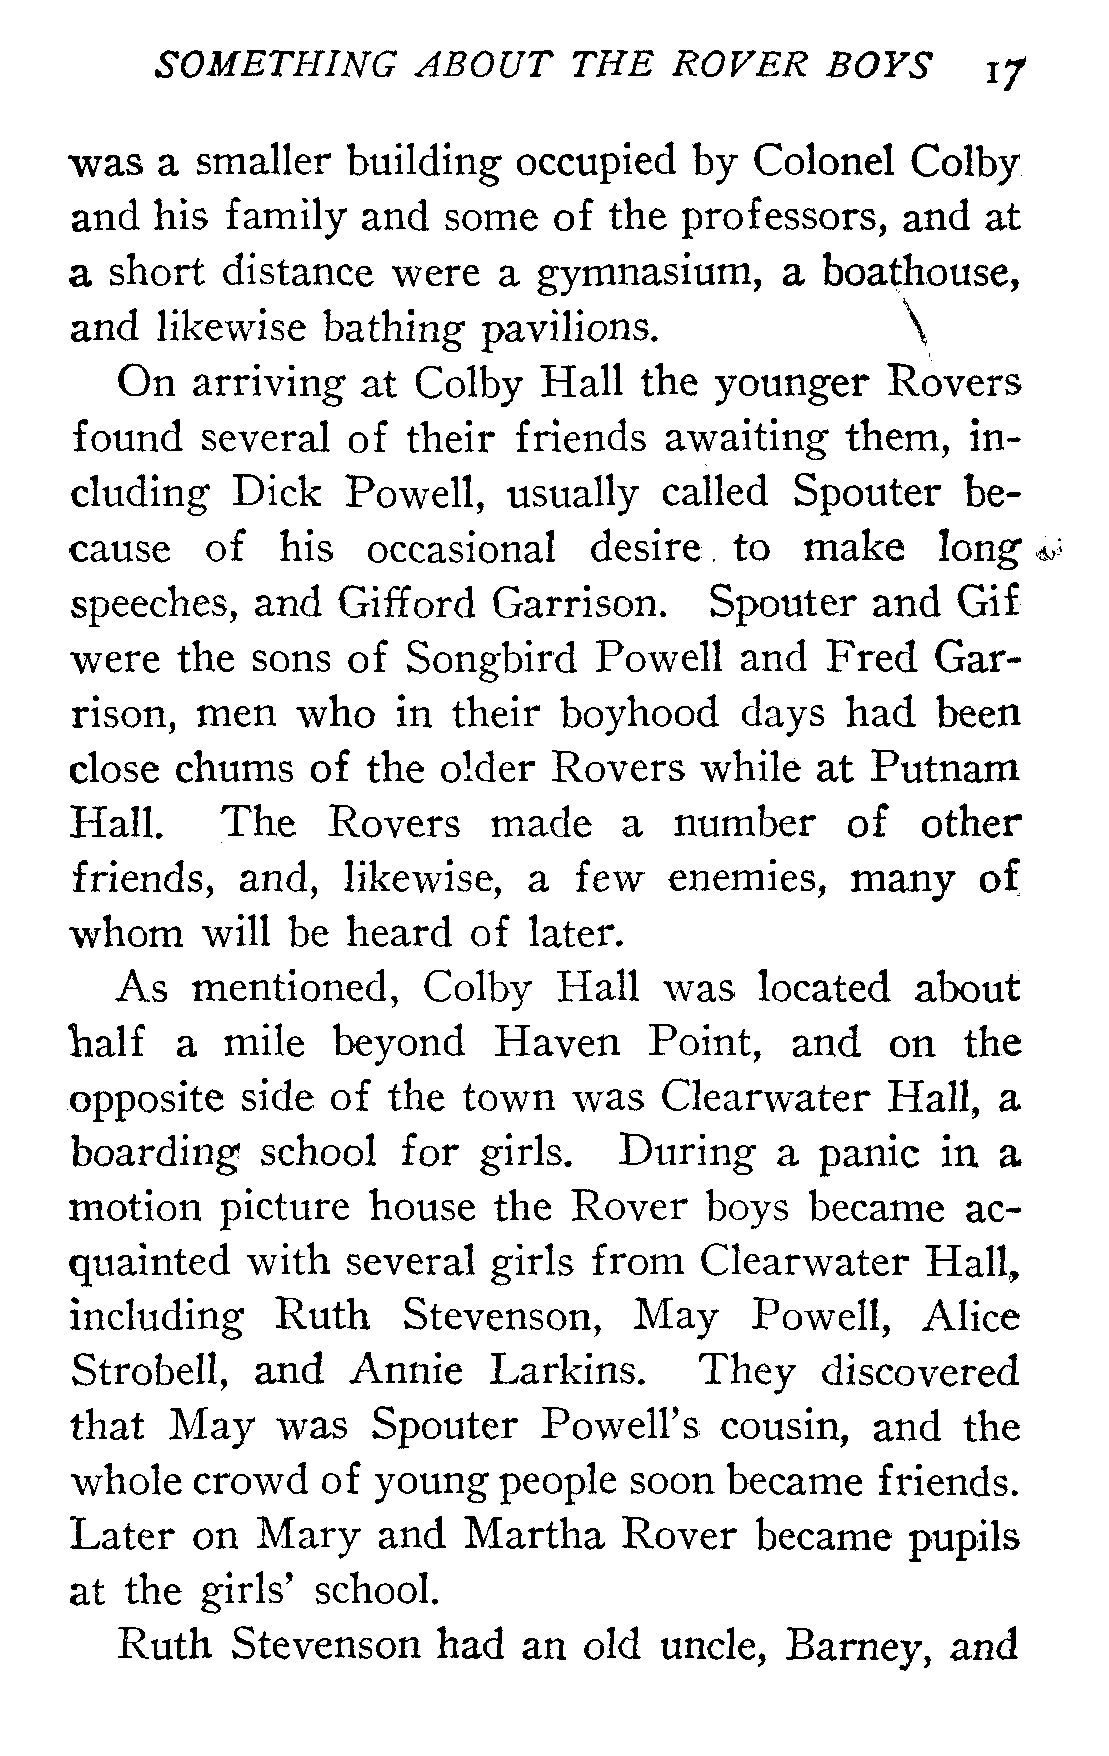 SOMETHING ABOUT THE ROVER BOYS 17
was a smaller building occupied by Colonel Colby
and his family and some of the professors, and at
a short distance were a gymnasium, a boathouse,
and likewise bathing pavilions.
On arriving at Colby Hall the younger Rovers
found several of their friends awaiting them, in-
cluding Dick Powell, usually called Spouter be-
cause of his occasional desire to make long
speeches, and Gifford Garrison. Spouter and Gif
were the sons of Songbird Powell and Fred Gar-
rison, men who in their boyhood days had been
close chums of the older Rovers while at Putnam
Hall. The Rovers made a number of other
friends, and, likewise, a few enemies, many of
whom will be heard of later.
As mentioned, Colby Hall was located about
half a mile beyond Haven Point, and on the
opposite side of the town was Clearwater Hall, a
boarding school for girls. During a panic in a
motion picture house the Rover boys became ac-
quainted with several girls from Clearwater Hall,
including Ruth Stevenson, May Powell, Alice
Strobell, and Annie Larkins. They discovered
that May was Spouter Powell's cousin, and the
whole crowd of young people soon became friends.
Later on Mary and Martha Rover became pupils
at the girls' school.
Ruth Stevenson had an old uncle, Barney, and